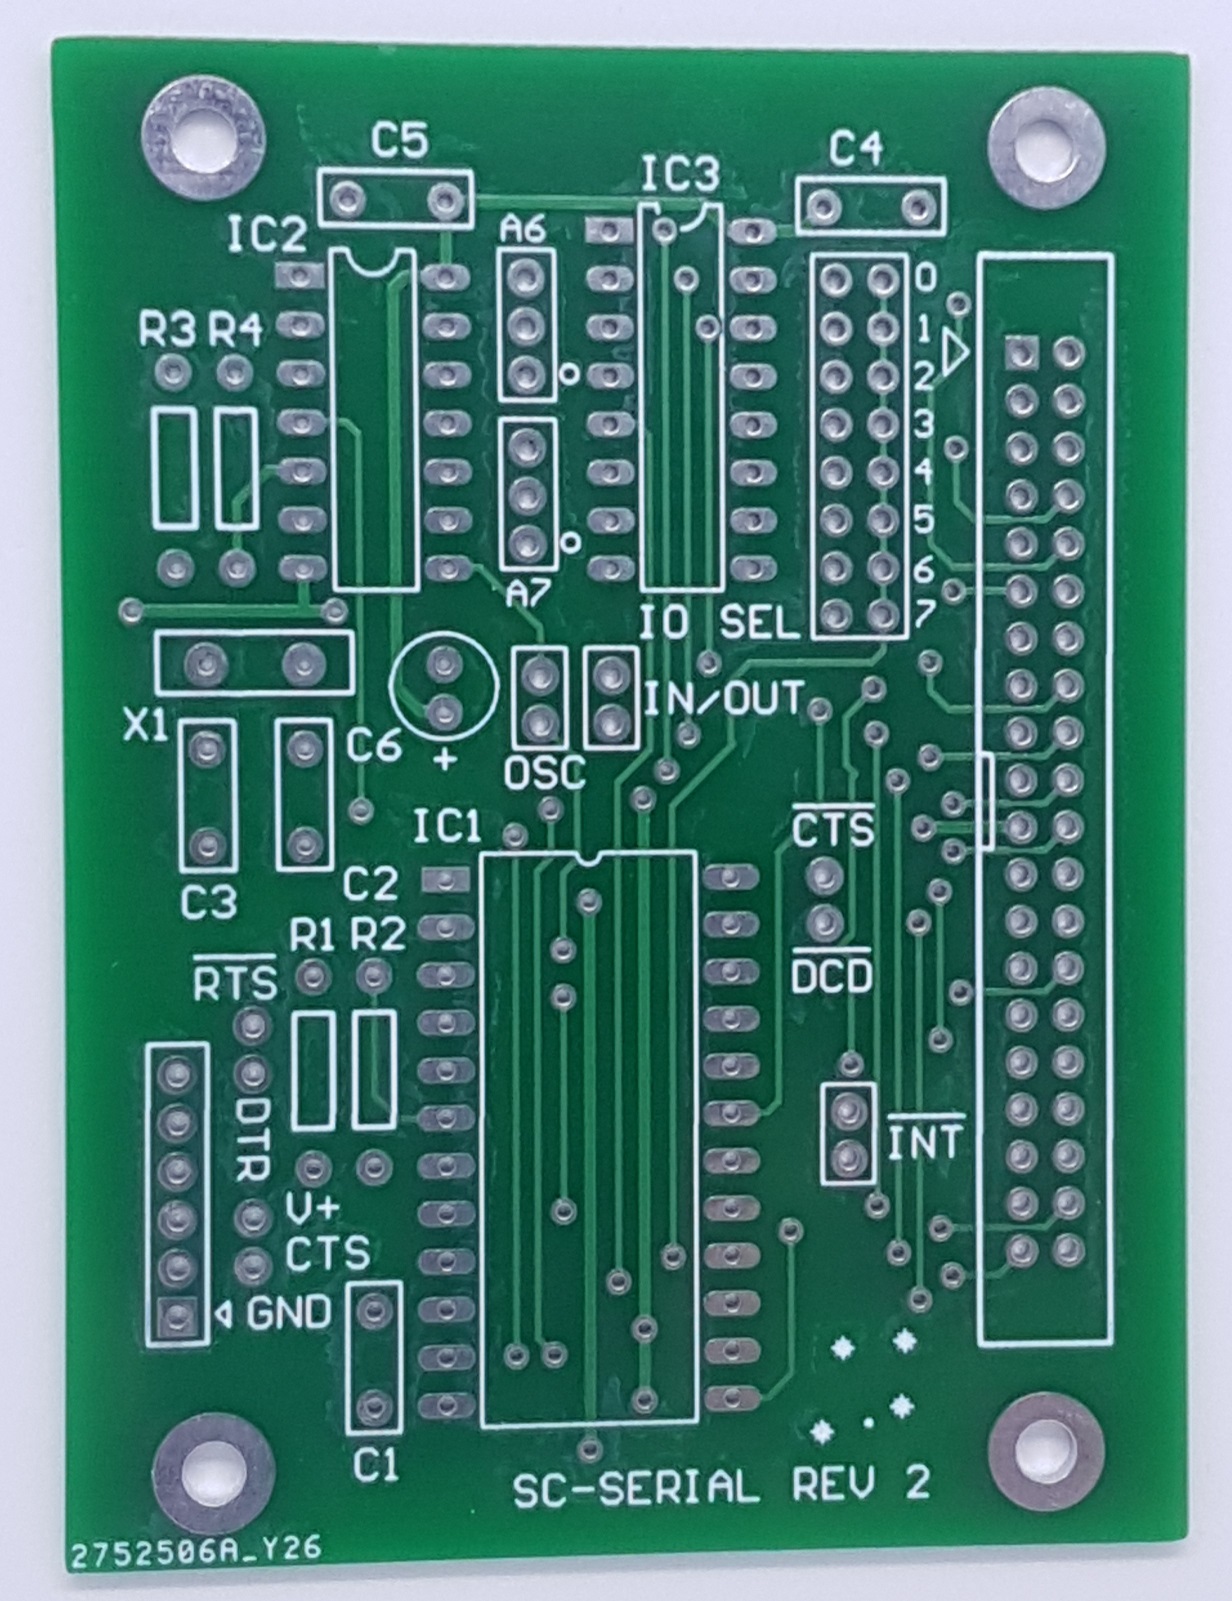 C5
C4
IC3
IC2
A6
0
R3 R4
1
2
3
4
5
6
A7
IO SEL
7
X1
IN/OUT
C6
+
OSC
IC1
CTS
C3
C2
R1 R2
RTS
DCD
DTR
INT
V+
CTS
GND
C1
SC-SERIAL REV 2
2752506A_Y26